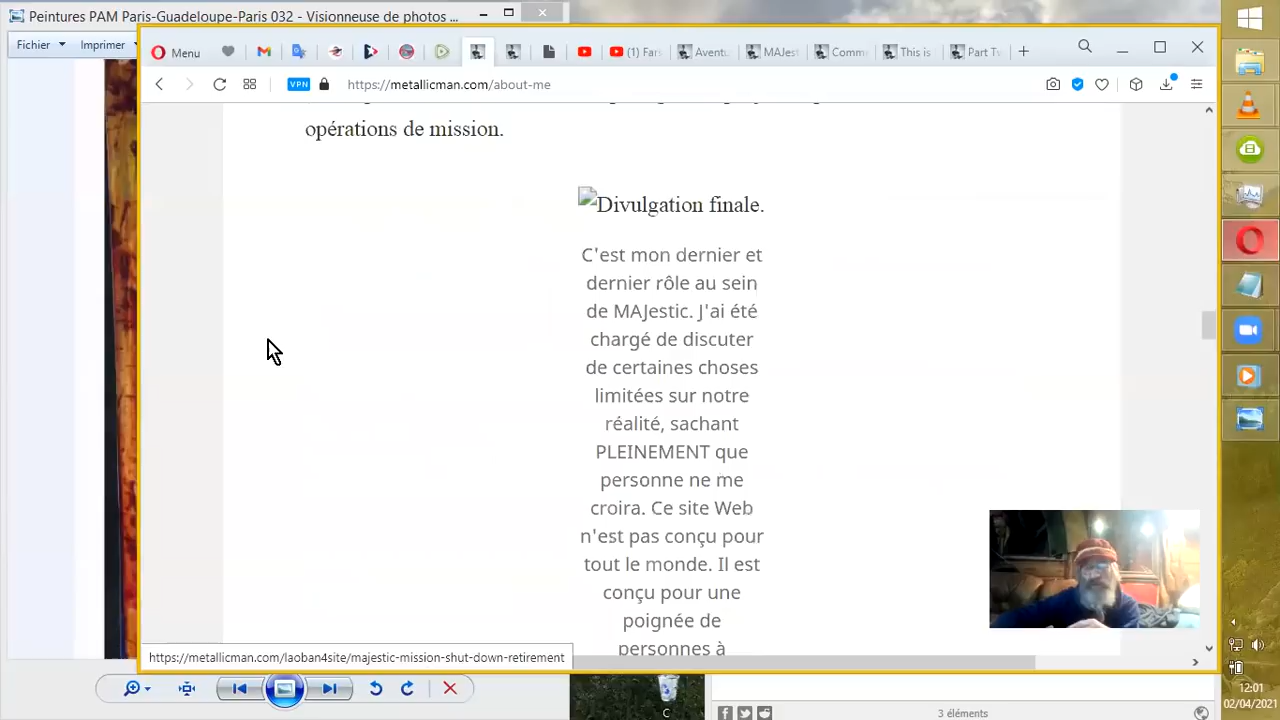 Peintures PAM Paris-Guadeloupe-Paris 032 - Visionneuse de photos ...
Fichier
Imprimer
Menu
(1) Fars
Aventu
MAJest
Comme
This is
Part Tw
VPN
https://metallicman.com/about-me
opérations de mission.
Divulgation finale.
C'est mon dernier et
dernier rôle au sein
de MAJestic. J'ai été
chargé de discuter
de certaines choses
limitées sur notre
réalité, sachant
PLEINEMENT que
personne ne me
croira. Ce site Web
n'est pas conçu pour
tout le monde. Il est
conçu pour une
poignée de
personnes à
https://metallicman.com/laoban4site/majestic-mission-shut-down-retirement
C
3 éléments
12:01
02/04/2021